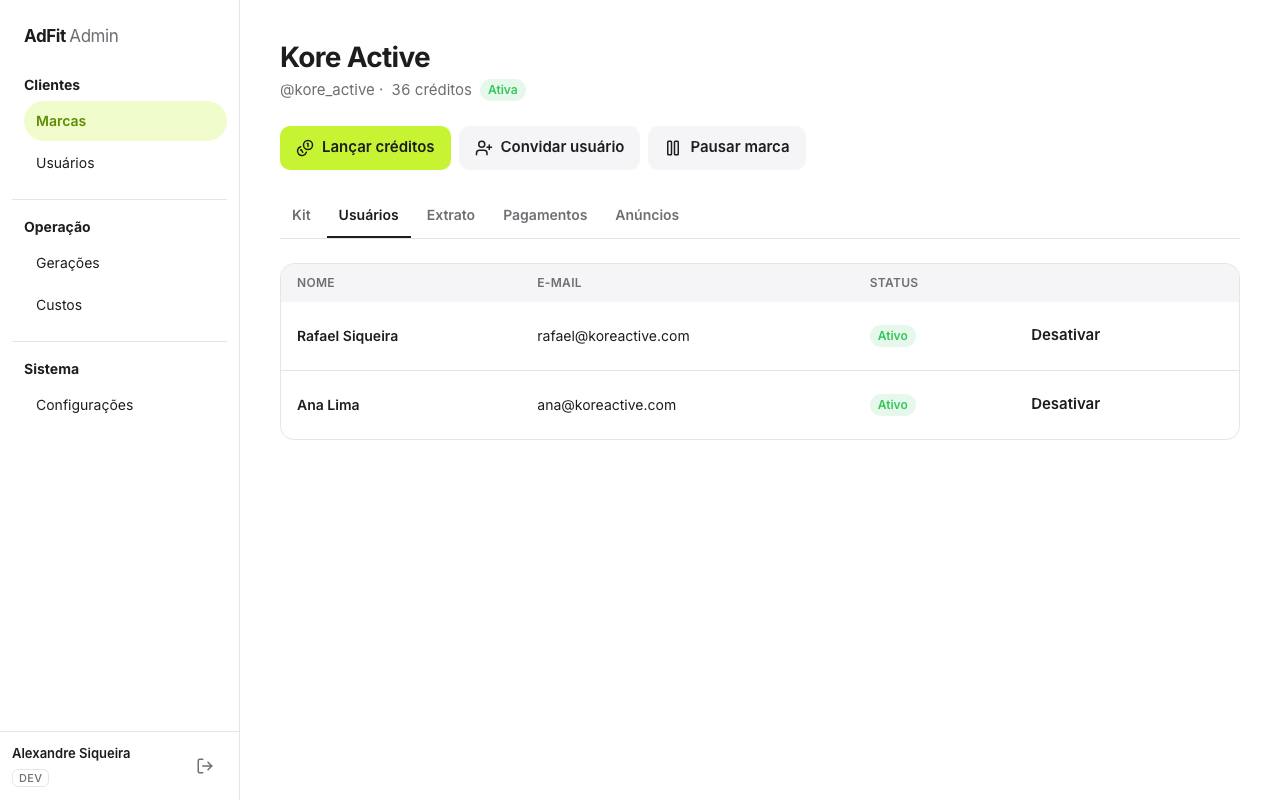 AdFit Admin
Clientes
Marcas
Usuários
Operação
Gerações
Custos
Sistema
Configurações
Alexandre Siqueira
DEV
Kore Active
@kore_active · 36 créditos Ativa
Lançar créditos Convidar usuário Pausar marca
Kit Usuários Extrato Pagamentos Anúncios
NOME E-MAIL STATUS
Rafael Siqueira rafael@koreactive.com Ativo Desativar
Ana Lima ana@koreactive.com Ativo Desativar